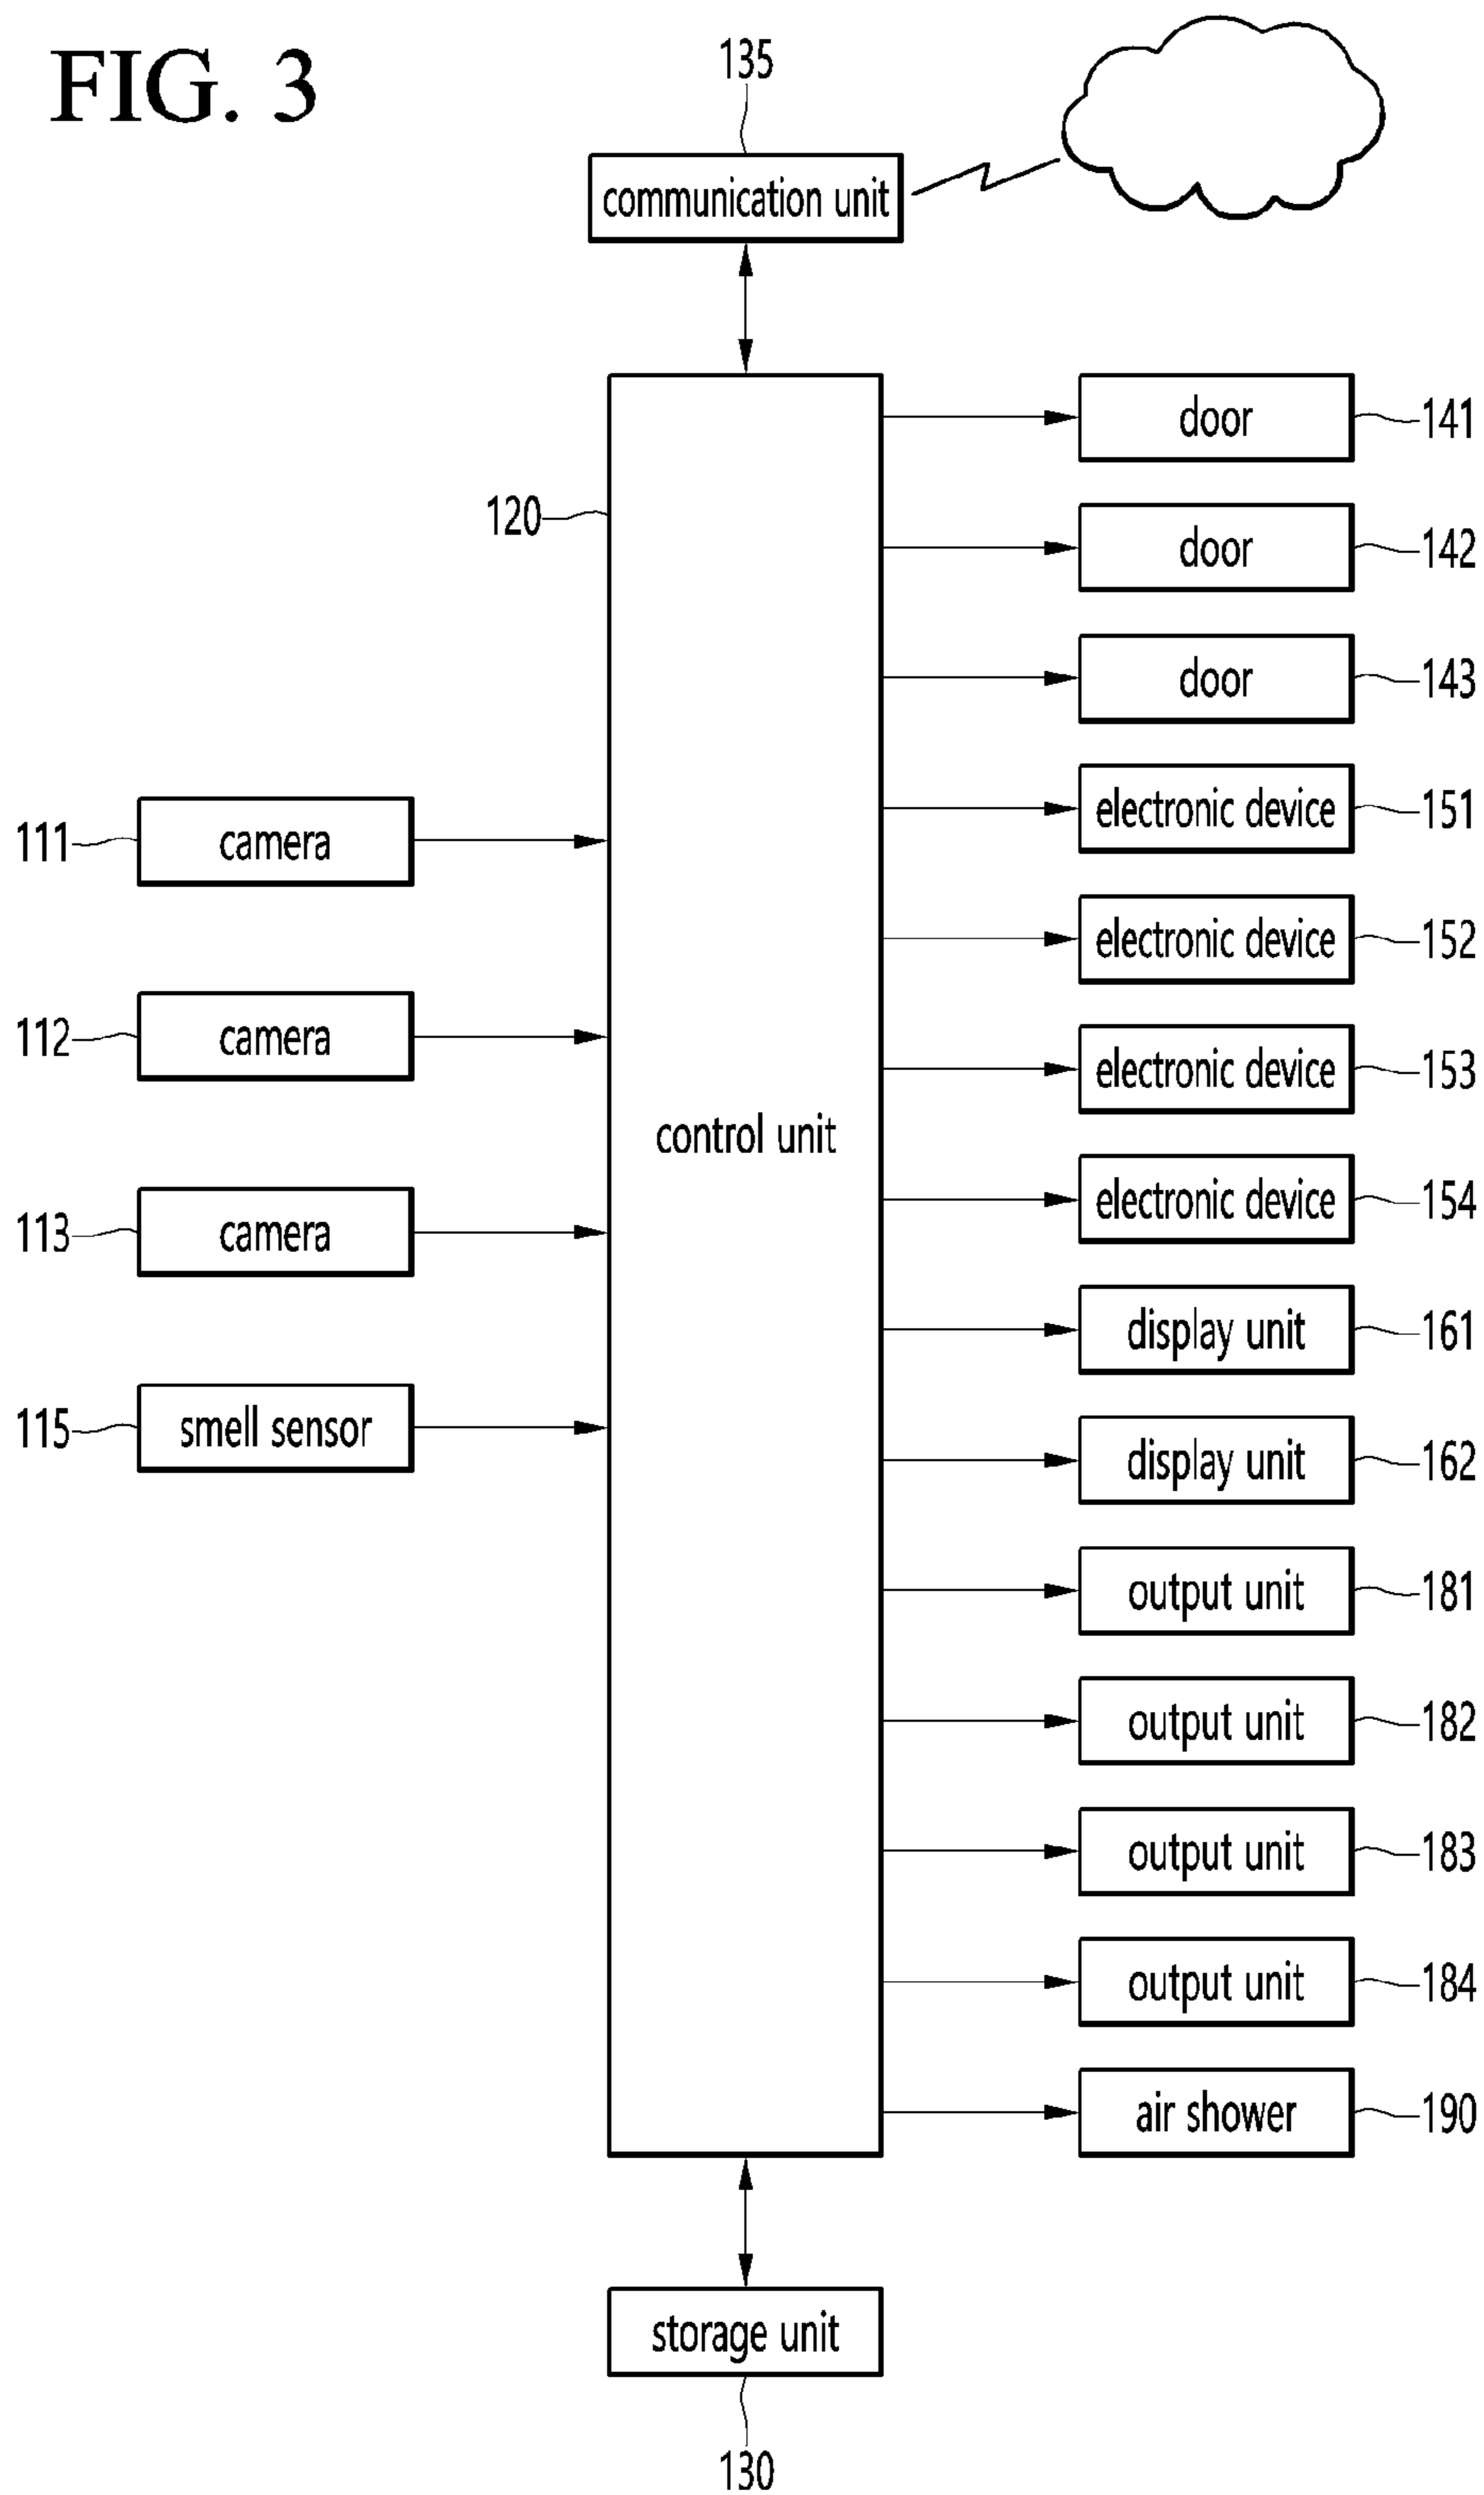 FIG. 3
135
communication unit
120
control unit
111
camera
112
camera
113
camera
115
smell sensor
door
141
door
142
door
143
electronic device
151
electronic device
152
electronic device
153
electronic device
154
display unit
161
display unit
162
output unit
181
output unit
182
output unit
183
output unit
184
air shower
190
storage unit
130